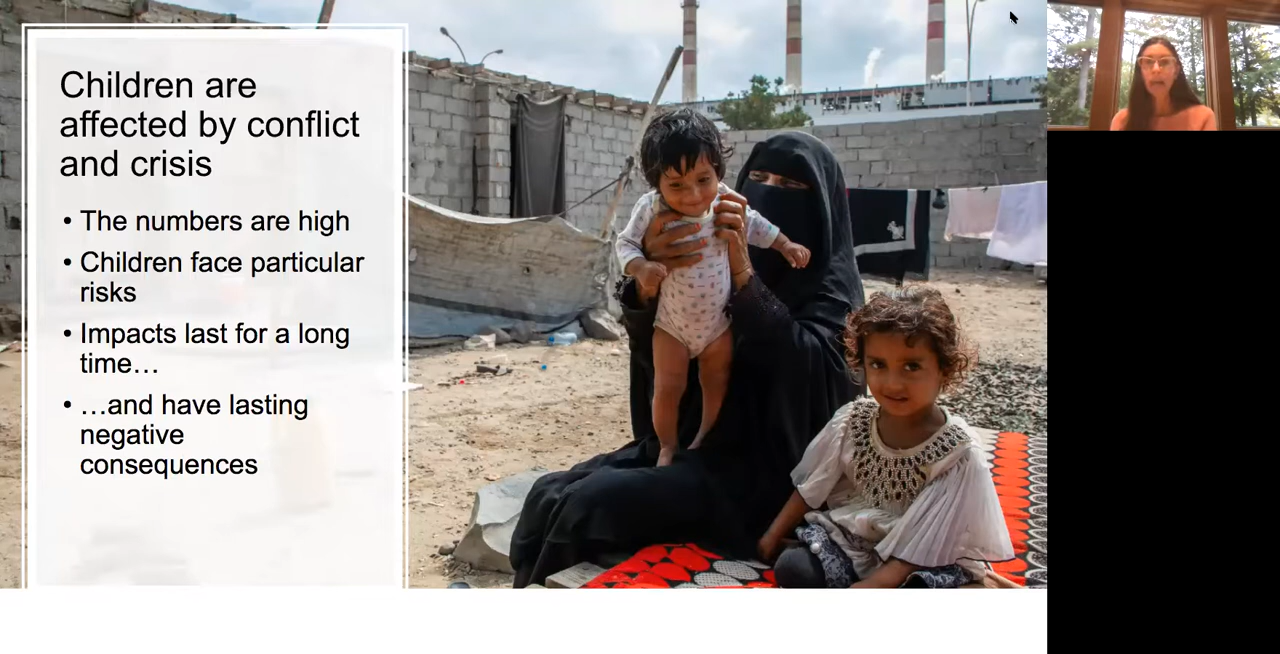 Children are
affected by conflict
and crisis
• The numbers are high
• Children face particular
risks
• Impacts last for a long
time…
• …and have lasting
negative
consequences